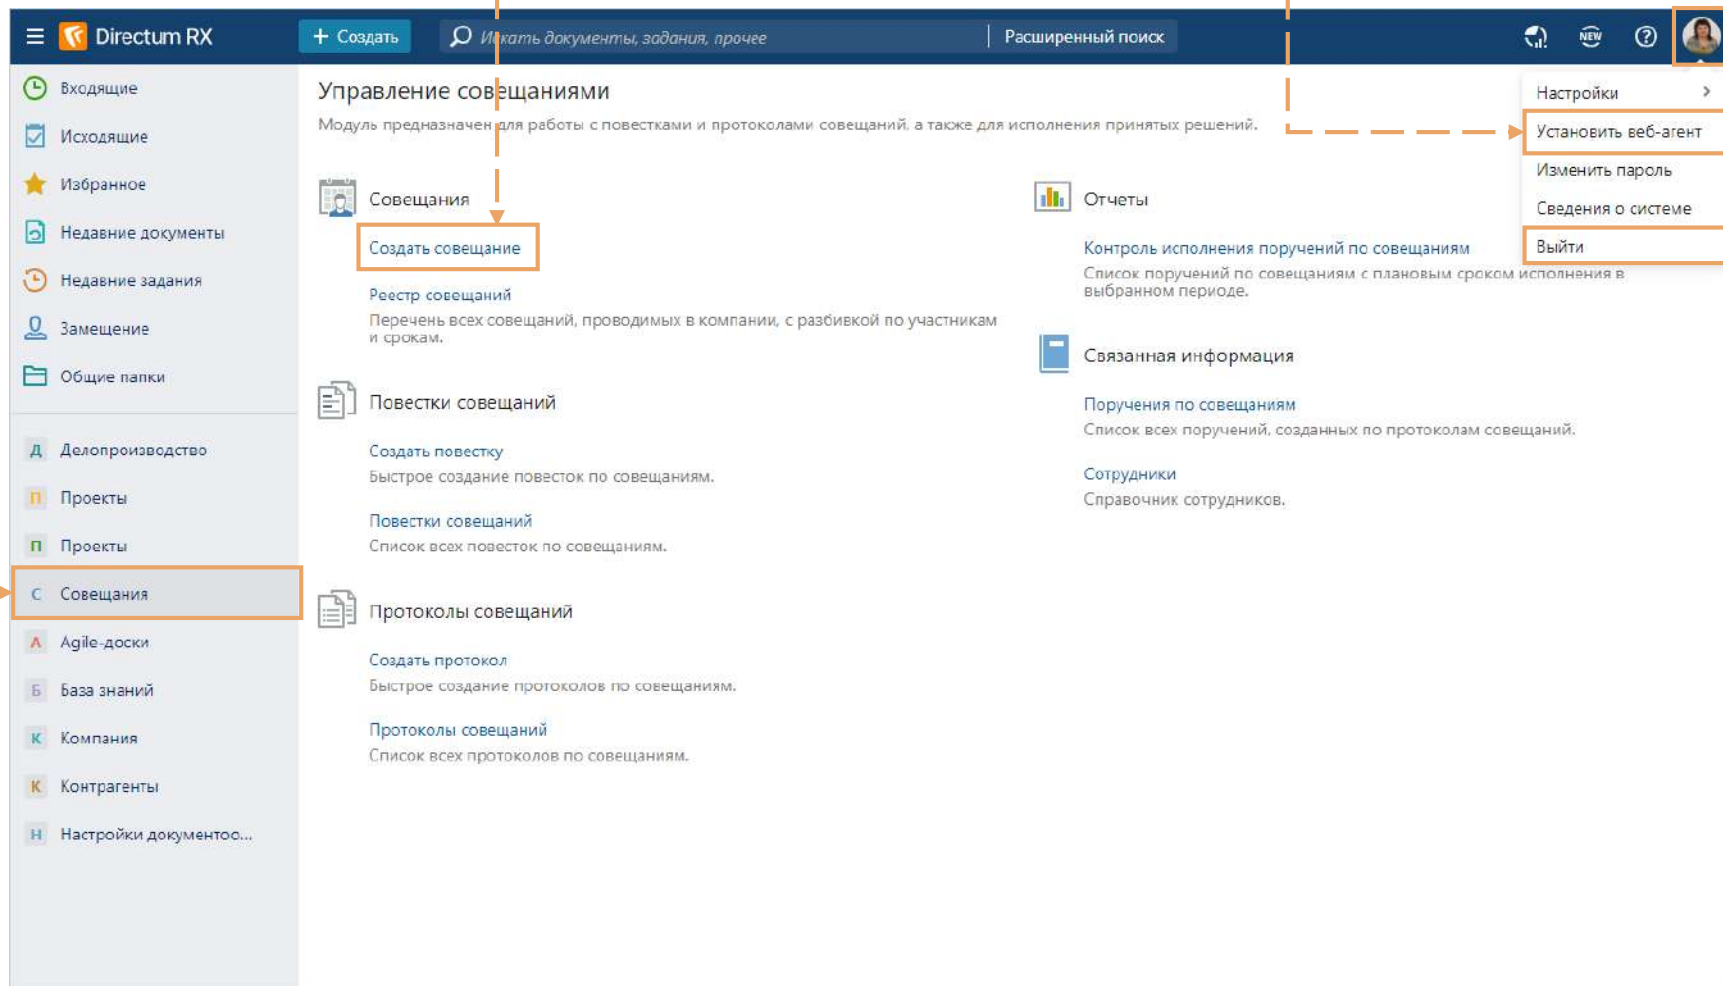 Directum RX
+ Создать
Искать документы, задания, прочее
Расширенный поиск
NEW
?
Входящие
Исходящие
Избранное
Недавние документы
Недавние задания
Замещение
Общие папки
Д Делопроизводство
П Проекты
П Проекты
С Совещания
A Agile-доски
Б База знаний
К Компания
К Контрагенты
Н Настройки документоо...
Управление совещаниями
Модуль предназначен для работы с повестками и протоколами совещаний, а также для исполнения принятых решений.
Совещания
Создать совещание
Реестр совещаний
Перечень всех совещаний, проводимых в компании, с разбивкой по участникам
и срокам.
Повестки совещаний
Создать повестку
Быстрое создание повесток по совещаниям.
Повестки совещаний
Список всех повесток по совещаниям.
Протоколы совещаний
Создать протокол
Быстрое создание протоколов по совещаниям.
Протоколы совещаний
Список всех протоколов по совещаниям.
Отчеты
Контроль исполнения поручений по совещаниям
Список поручений по совещаниям с плановым сроком исполнения в
выбранном периоде.
Связанная информация
Поручения по совещаниям
Список всех поручений, созданных по протоколам совещаний.
Сотрудники
Справочник сотрудников.
Настройки
Установить веб-агент
Изменить пароль
Сведения о системе
Выйти